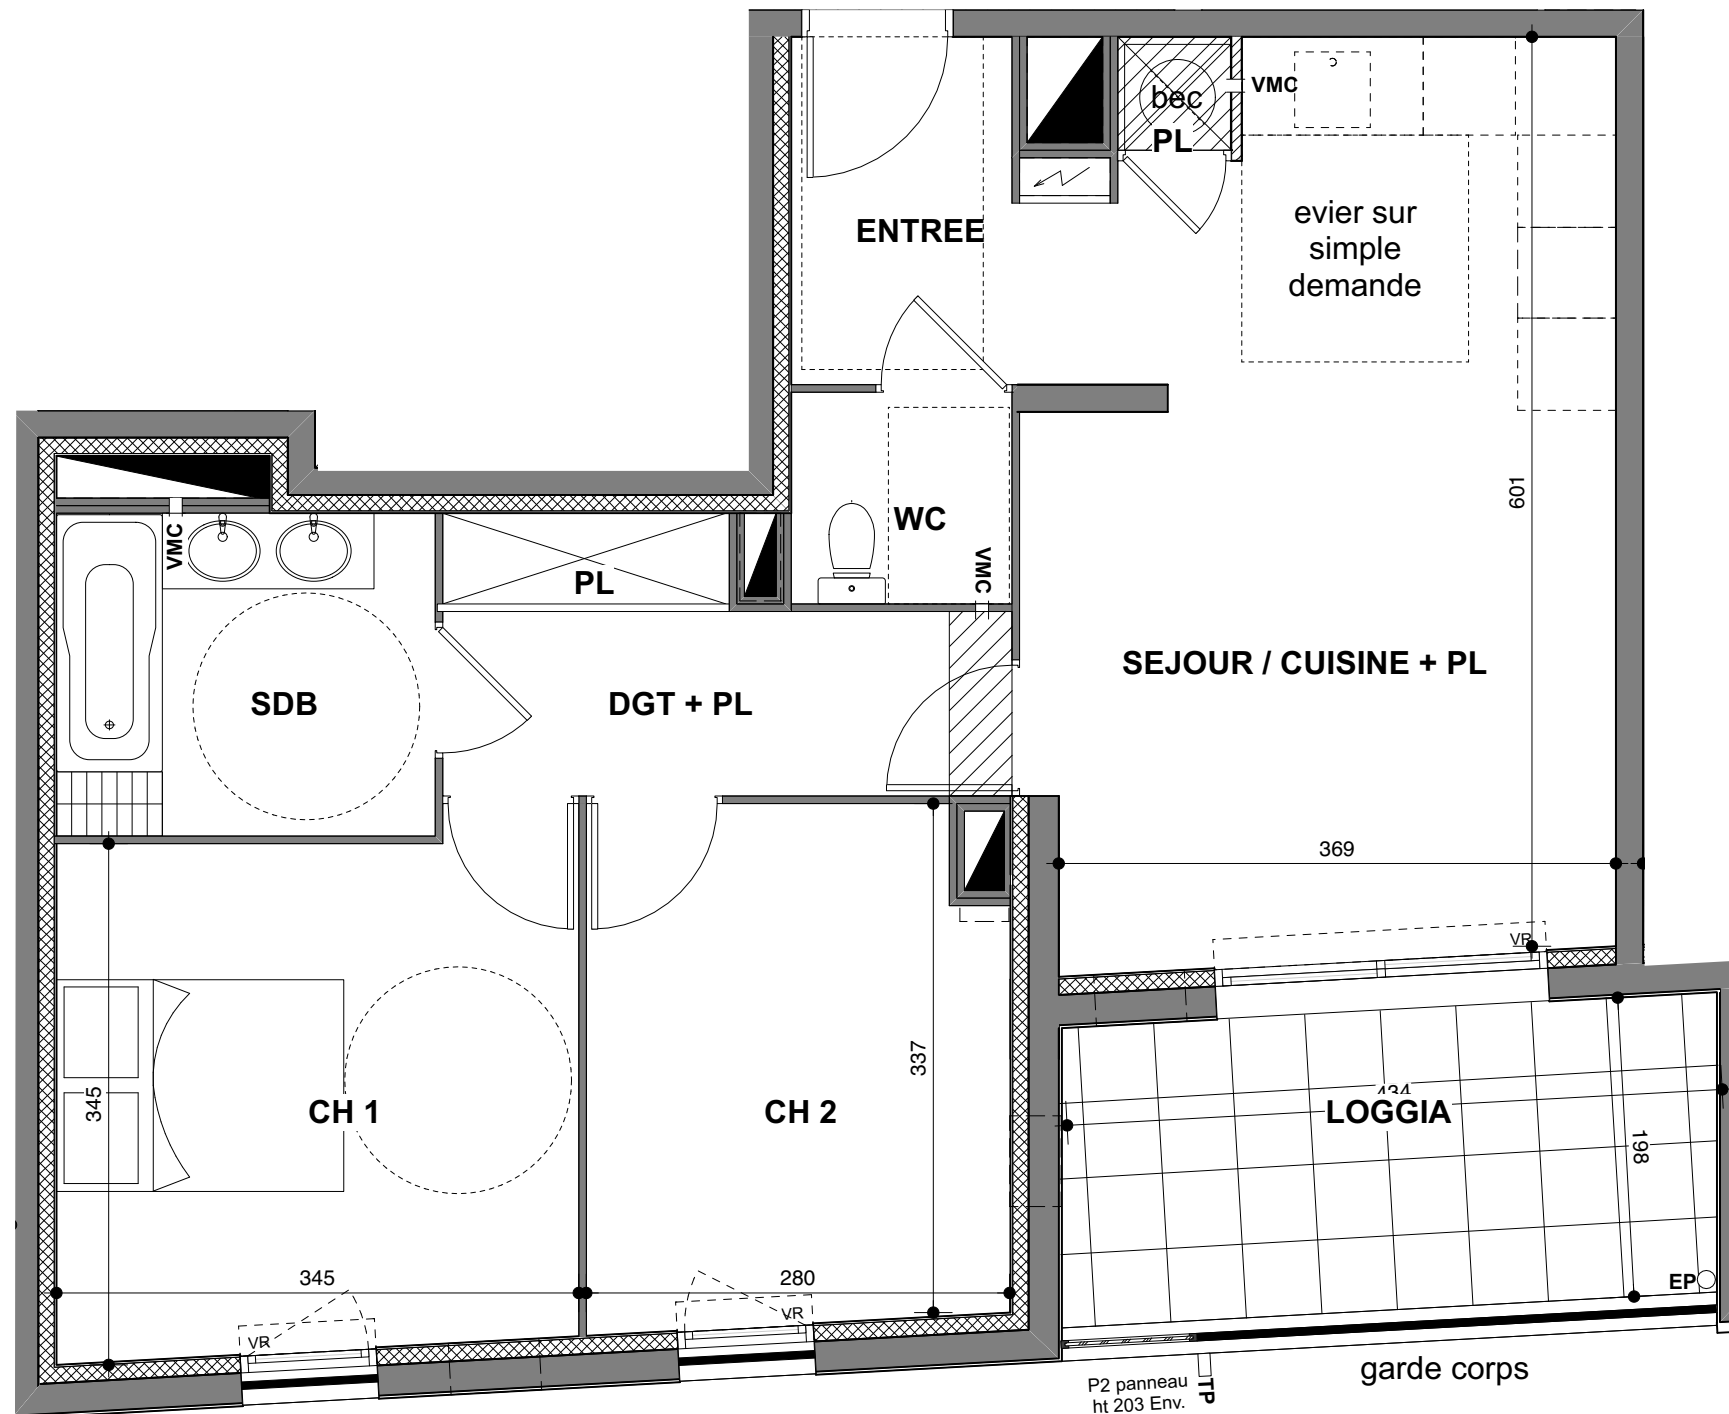 bec
PL
VMC
ENTREE
evier sur
simple
demande
601
WC
VMC
VMC
PL
SEJOUR / CUISINE + PL
SDB
DGT + PL
369
VR
337
345
CH 1
CH 2
434
LOGGIA
198
345
280
EP
VR
VR
garde corps
P2 panneau
ht 203 Env.
TP